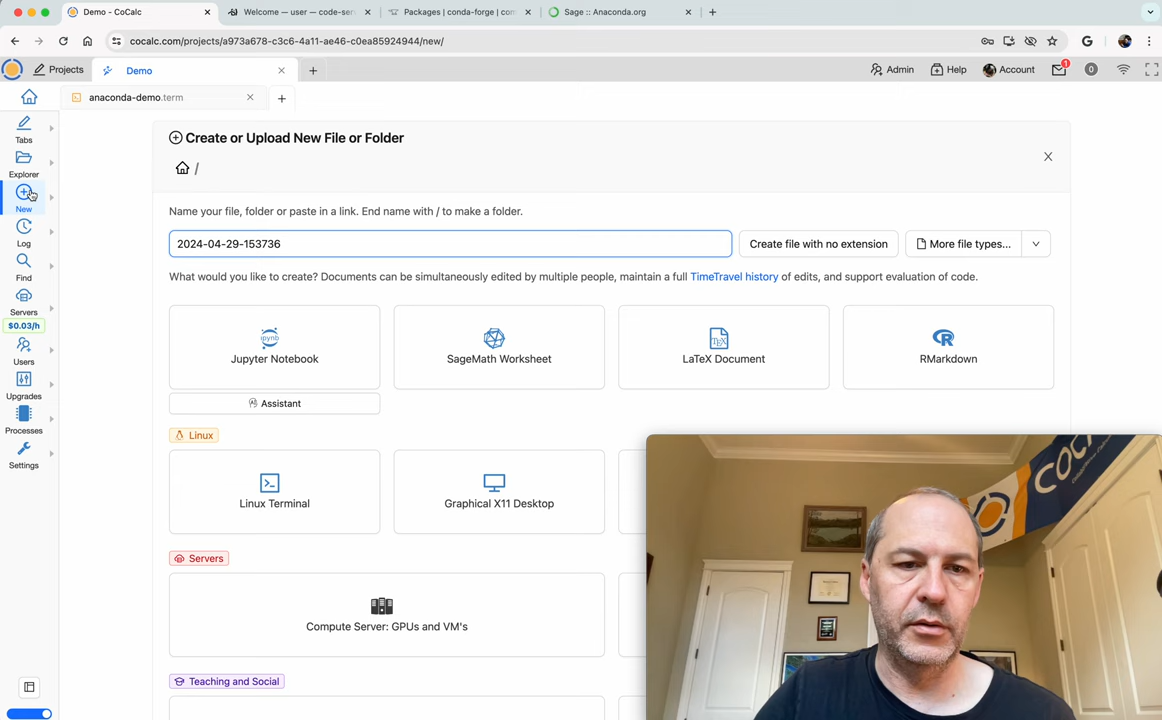 Demo - CoCalc
Welcome — user — code-ser
Packages | conda-forge | com
Sage :: Anaconda.org
cocalc.com/projects/a973a678-c3c6-4a11-ae46-c0ea85924944/new/
Projects
Demo
Admin
Help
Account
1
0
anaconda-demo.term
Tabs
Explorer
New
Log
Find
Servers
$0.03/h
Users
Upgrades
Processes
Settings
Create or Upload New File or Folder
/
Name your file, folder or paste in a link. End name with / to make a folder.
2024-04-29-153736
Create file with no extension
More file types...
What would you like to create? Documents can be simultaneously edited by multiple people, maintain a full TimeTravel history of edits, and support evaluation of code.
Jupyter Notebook
SageMath Worksheet
LaTeX Document
RMarkdown
Assistant
Linux
Linux Terminal
Graphical X11 Desktop
Servers
Compute Server: GPUs and VM's
Teaching and Social